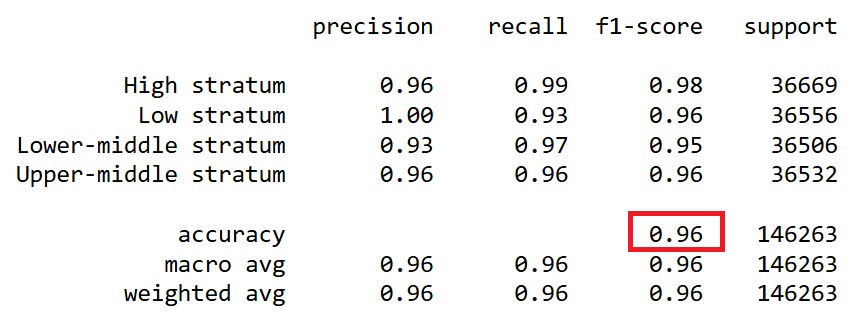 precision recall f1-score support
High stratum 0.96 0.99 0.98 36669
Low stratum 1.00 0.93 0.96 36556
Lower-middle stratum 0.93 0.97 0.95 36506
Upper-middle stratum 0.96 0.96 0.96 36532
accuracy 0.96 146263
macro avg 0.96 0.96 0.96 146263
weighted avg 0.96 0.96 0.96 146263